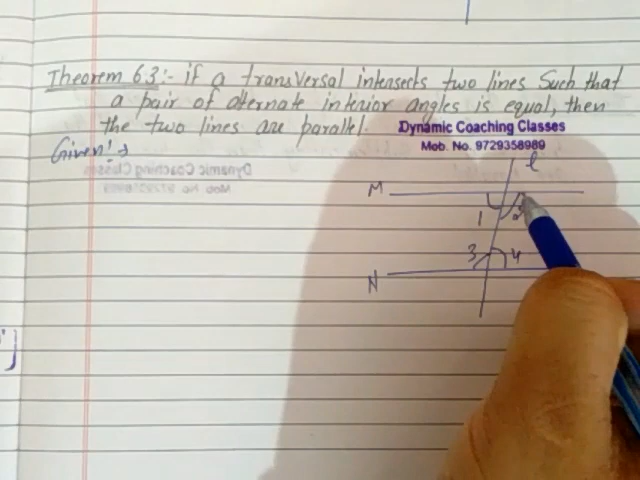 Theorem 6.3:- if a transversal intersects two lines Such that
a pair of alternate interior angles is equal, then
the two lines are parallel.
Dynamic Coaching Classes
Mob. No. 9729358989
Given:→
l
M
1 2
3 4
N